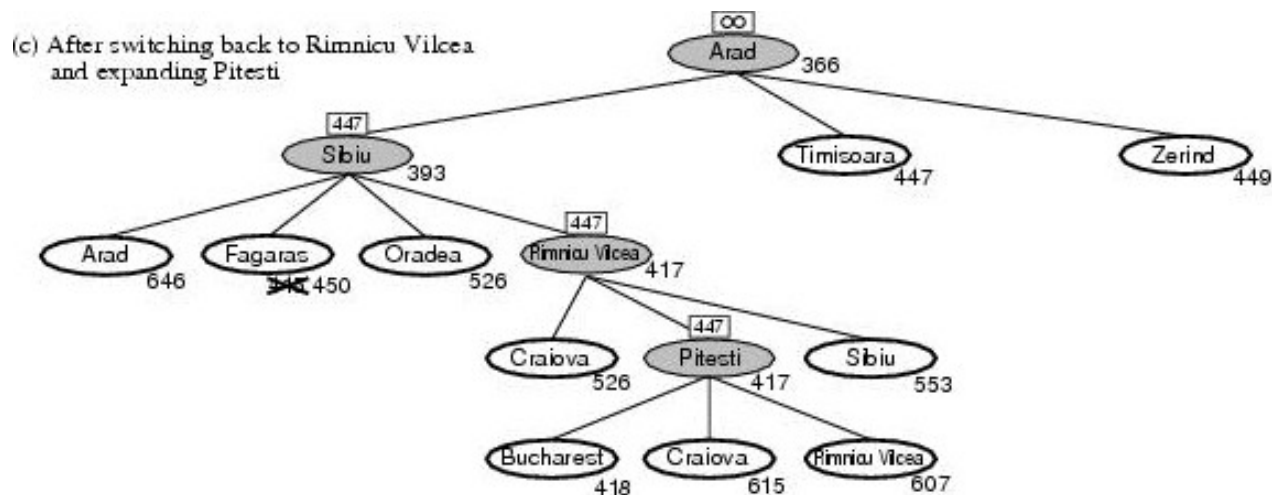 ∞
(c) After switching back to Rimnicu Vilcea
and expanding Pitesti
Arad
366
447
Sibiu
393
Timisoara
447
Zerind
449
Arad
646
Fagaras
450
Oradea
526
447
Rimnicu Vilcea
417
Craiova
526
447
Pitesti
417
Sibiu
553
Bucharest
418
Craiova
615
Rimnicu Vilcea
607